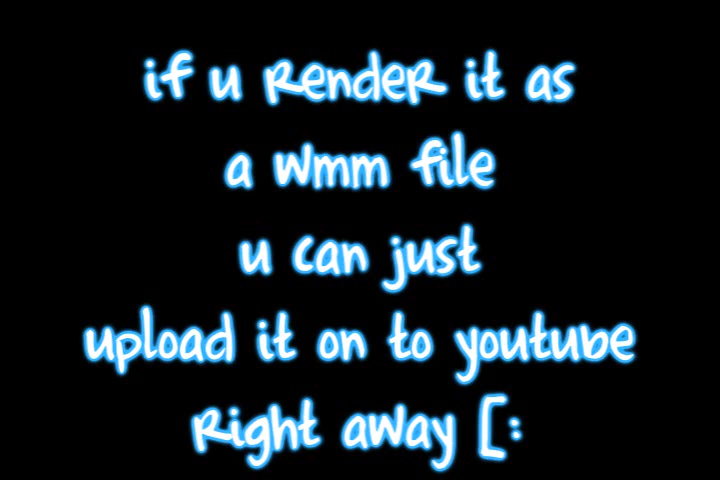 if u render it as
a wmm file
u can just
upload it on to youtube
right away [: